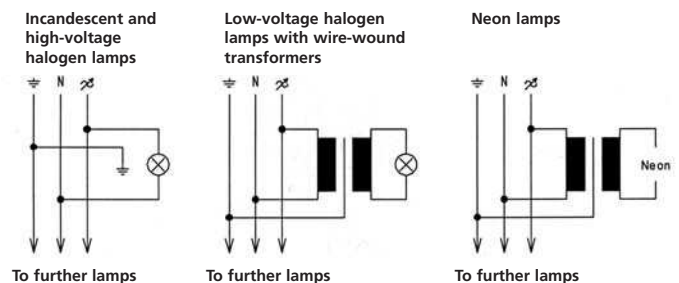 Incandescent and
high-voltage
halogen lamps
N
To further lamps
Low-voltage halogen
lamps with wire-wound
transformers
N
To further lamps
Neon lamps
N
Neon
To further lamps